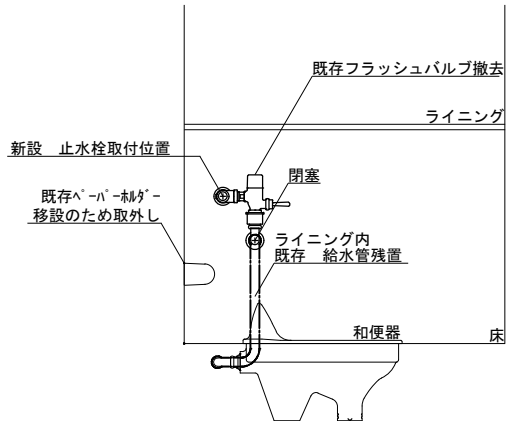 既存フラッシュバルブ撤去
ライニング
新設　止水栓取付位置
閉塞
既存ﾍﾟｰﾊﾟｰﾎﾙﾀﾞｰ
移設のため取外し
ライニング内
既存　給水管残置
和便器
床